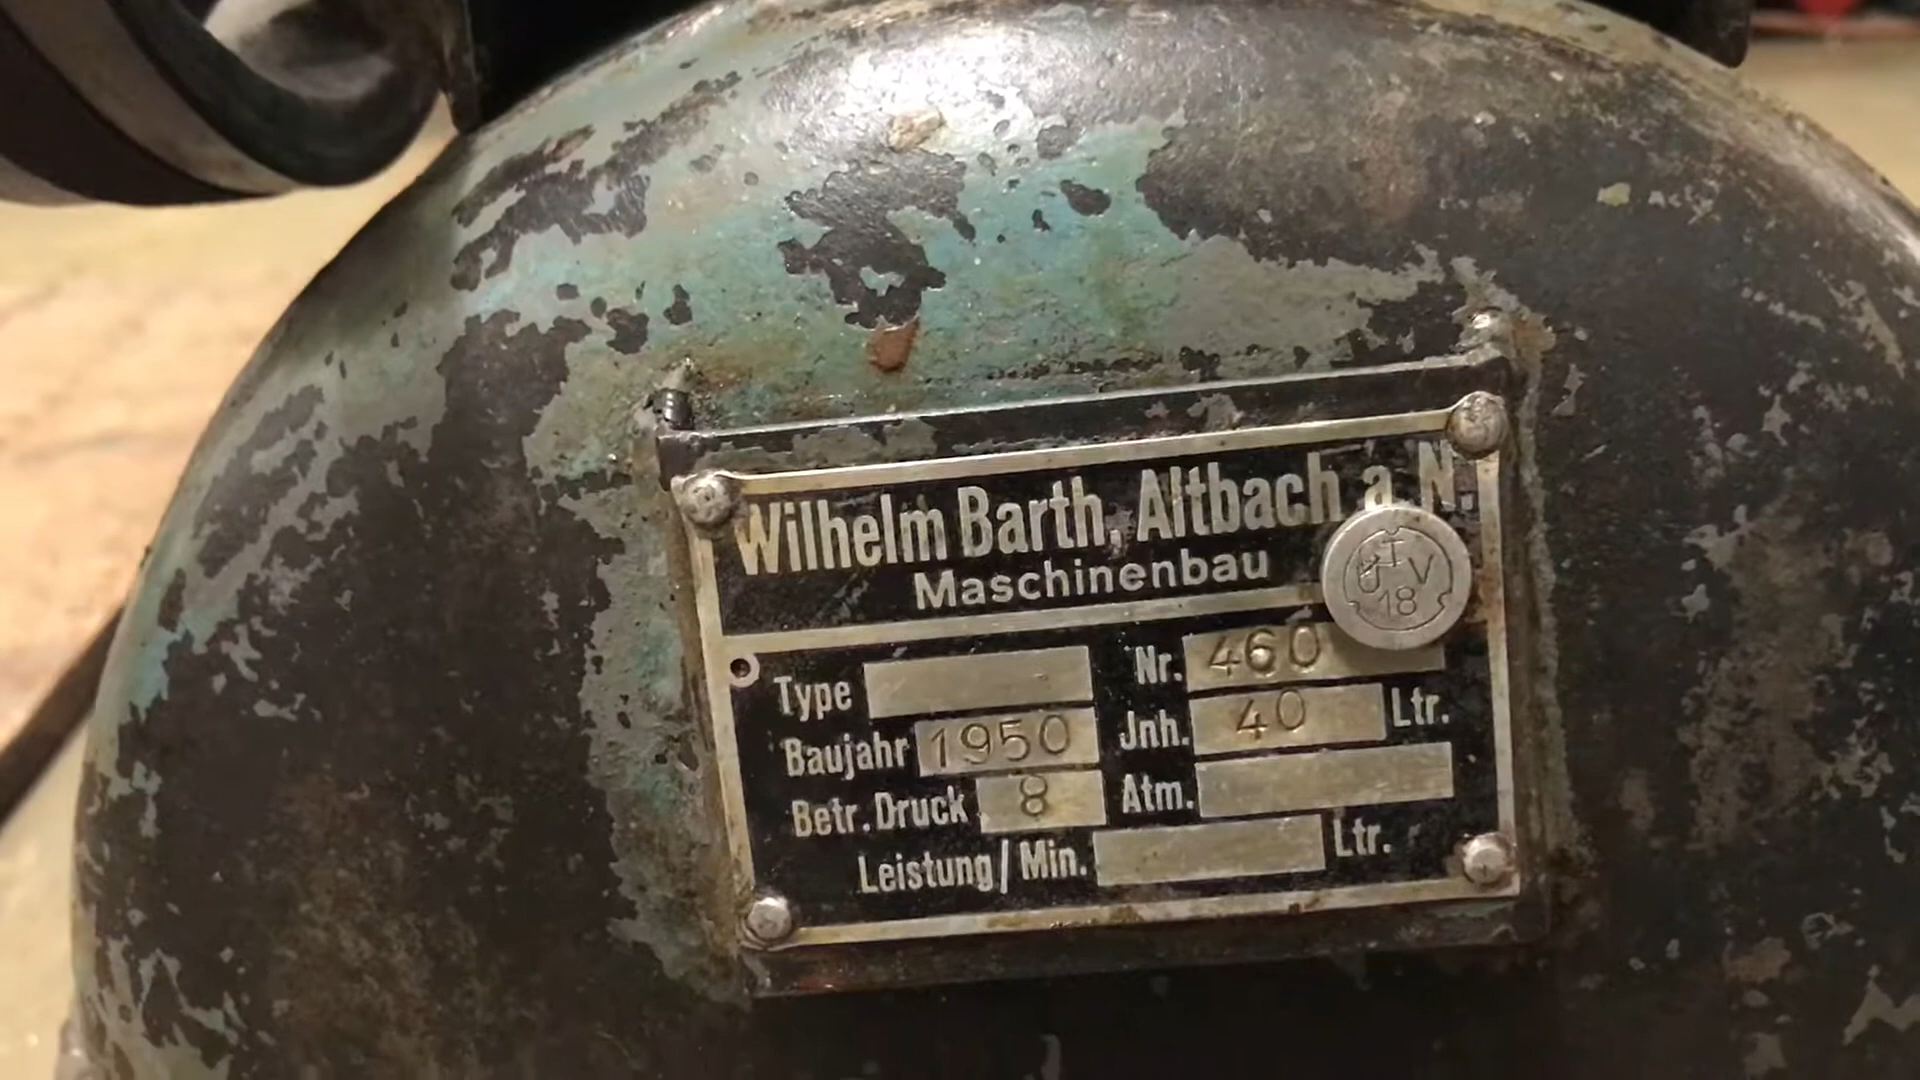 Wilhelm Barth, Altbach a. N.
Maschinenbau
TÜV
18
Type
Nr. 460
Baujahr 1950
Jnh. 40 Ltr.
Betr. Druck 8
Atm.
Leistung/Min. Ltr.